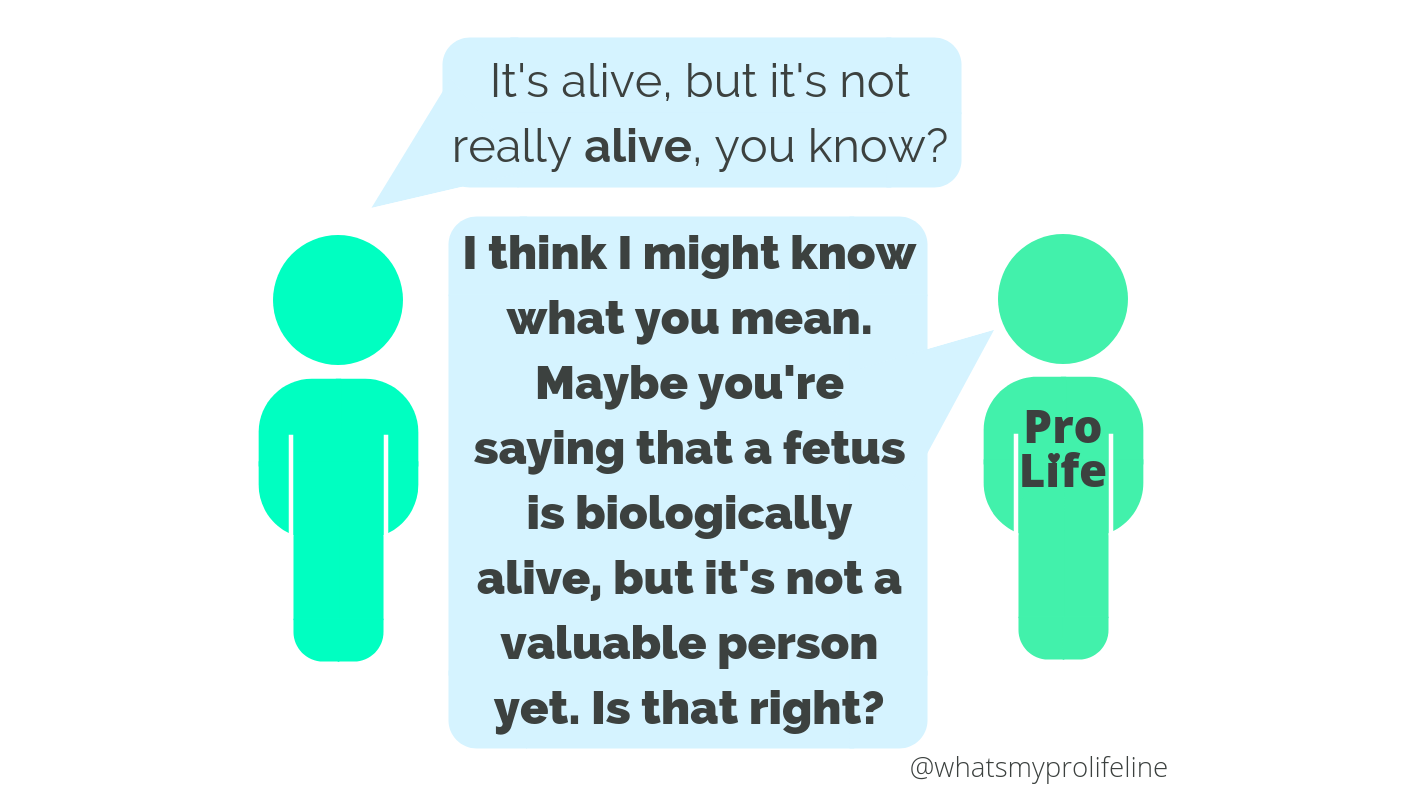 It's alive, but it's not
really alive, you know?
I think I might know
what you mean.
Maybe you're
saying that a fetus
is biologically
alive, but it's not a
valuable person
yet. Is that right?
Pro
Life
@whatsmyprolifeline